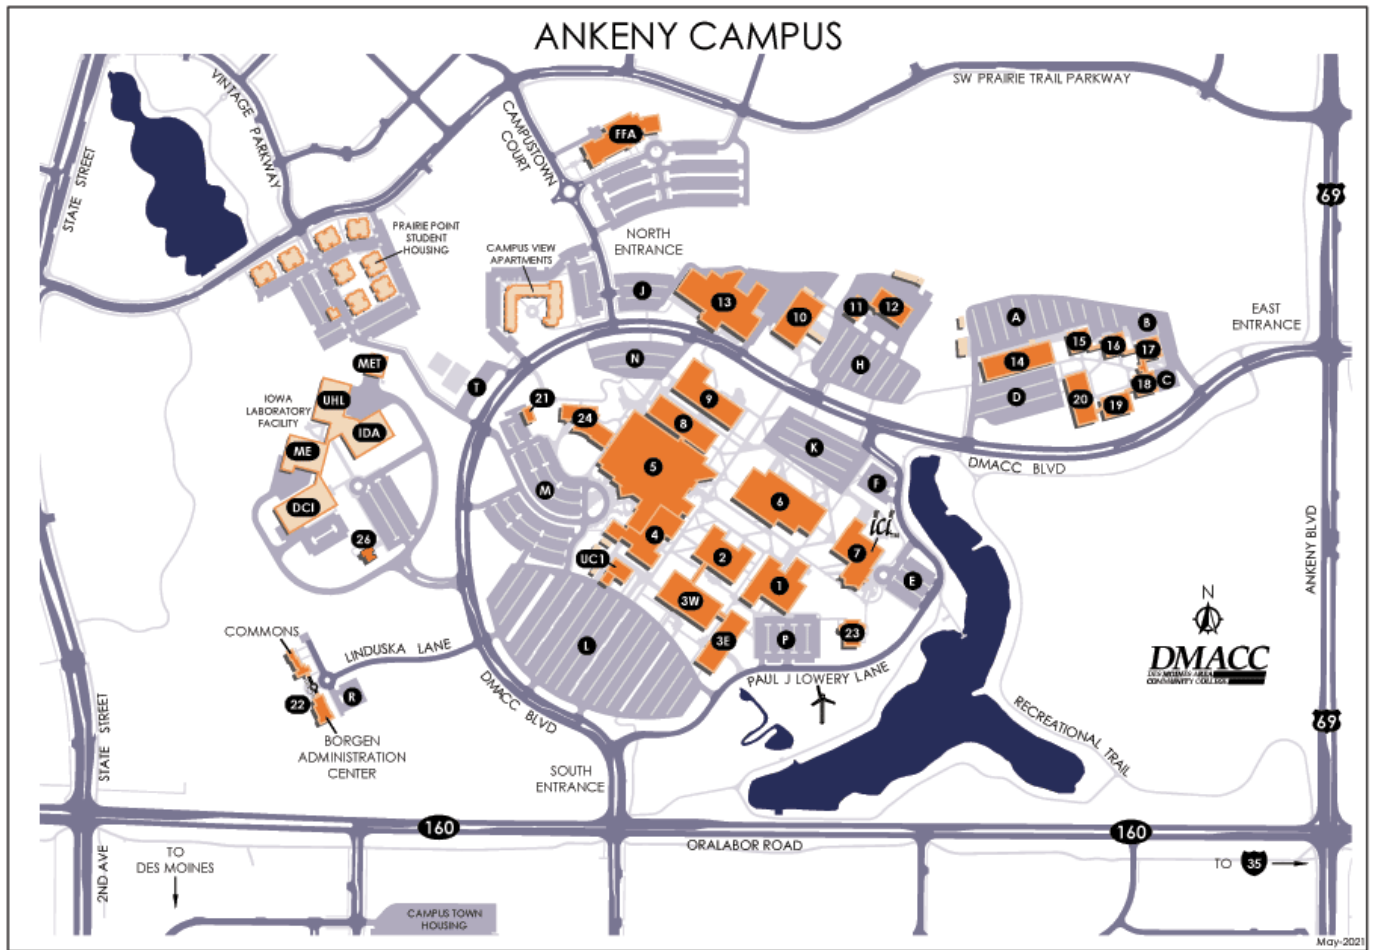 ANKENY CAMPUS
SW PRAIRIE TRAIL PARKWAY
VINTAGE PARKWAY
STATE STREET
CAMPUSTOWN
COURT
FFA
69
PRAIRIE POINT
STUDENT
HOUSING
NORTH
ENTRANCE
CAMPUS VIEW
APARTMENTS
J
13
10
11
12
H
A
B
EAST
ENTRANCE
15
16
17
14
18
C
D
20
19
MET
T
N
UHL
IOWA
LABORATORY
FACILITY
IDA
ME
DCI
26
21
24
9
8
5
K
DMACC BLVD
M
6
F
ici
7
4
UC1
2
1
E
3W
3E
P
23
L
ANKENY BLVD
N
DMACC
DES MOINES AREA
COMMUNITY COLLEGE
COMMONS
LINDUSKA LANE
22
R
BORGEN
ADMINISTRATION
CENTER
DMACC BLVD
PAUL J LOWERY LANE
RECREATIONAL TRAIL
69
STATE STREET
SOUTH
ENTRANCE
160
160
ORALABOR ROAD
2ND AVE
TO
DES MOINES
TO 35
CAMPUS TOWN
HOUSING
May-2021